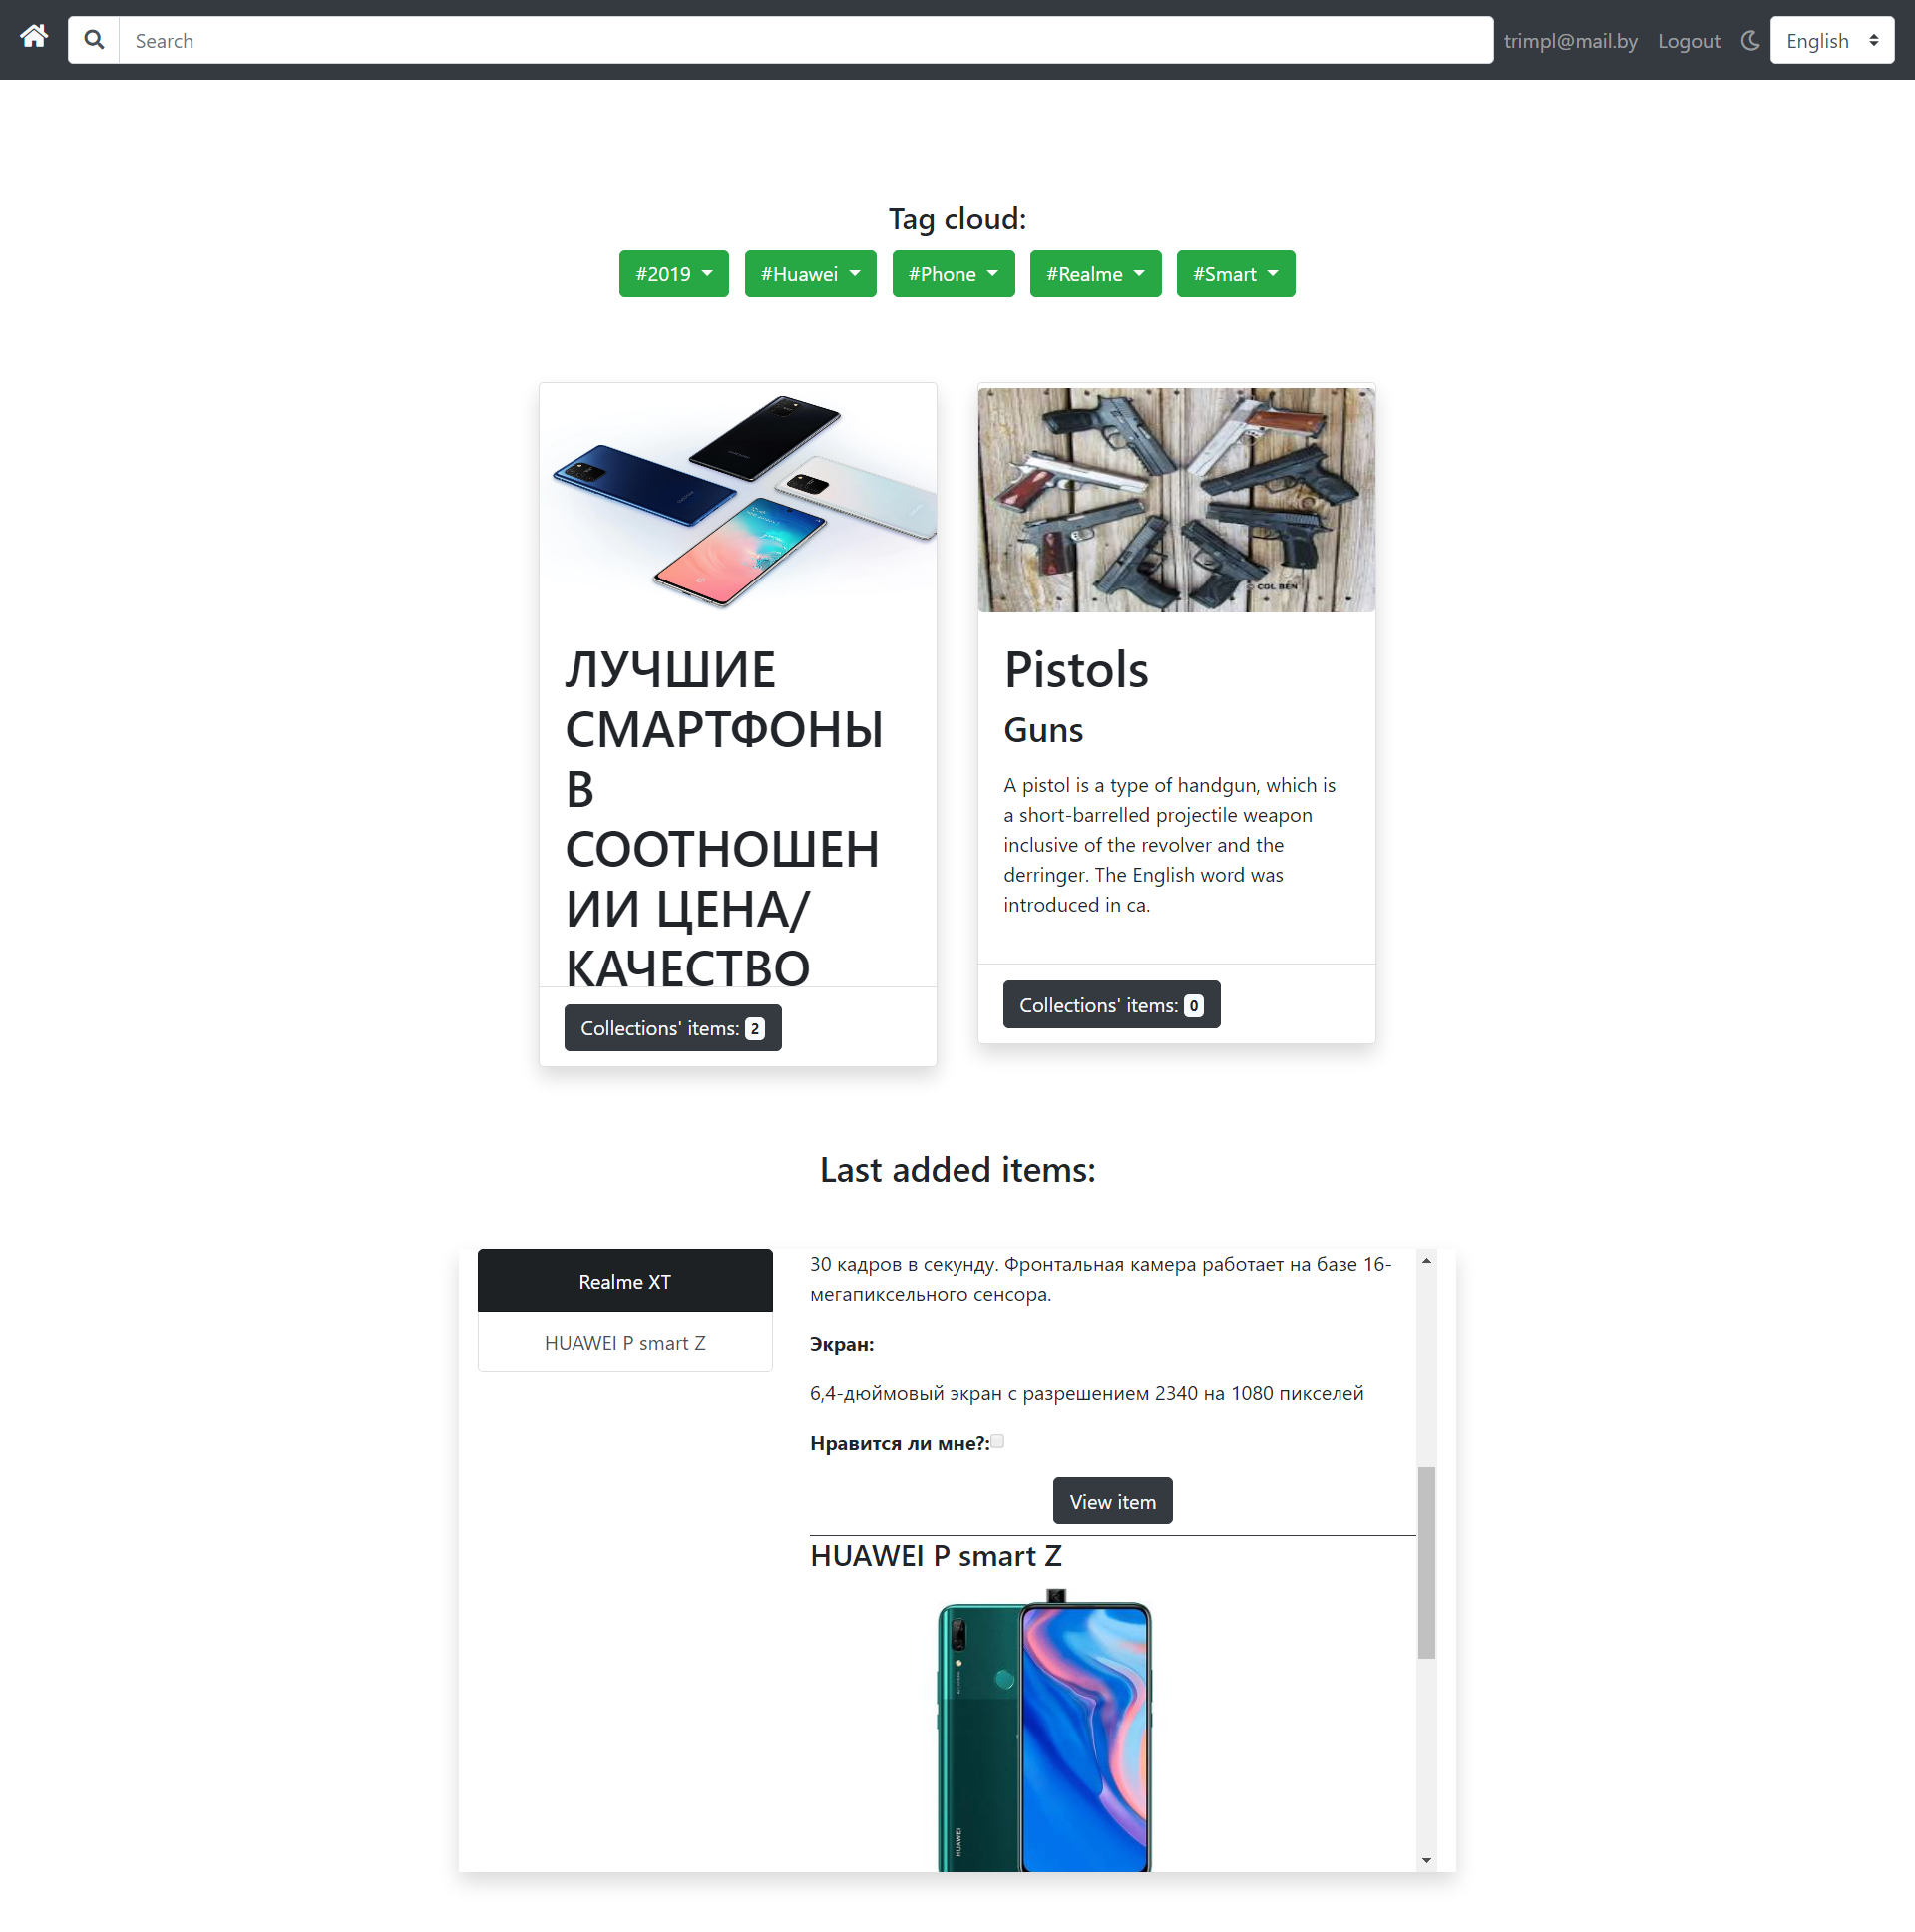 Search
trimpl@mail.by
Logout
English
Tag cloud:
#2019
#Huawei
#Phone
#Realme
#Smart
ЛУЧШИЕ
СМАРТФОНЫ
В
СООТНОШЕН
ИИ ЦЕНА/
КАЧЕСТВО
Collections' items: 2
© COL BEN
Pistols
Guns
A pistol is a type of handgun, which is
a short-barrelled projectile weapon
inclusive of the revolver and the
derringer. The English word was
introduced in ca.
Collections' items: 0
Last added items:
Realme XT
HUAWEI P smart Z
30 кадров в секунду. Фронтальная камера работает на базе 16-
мегапиксельного сенсора.
Экран:
6,4-дюймовый экран с разрешением 2340 на 1080 пикселей
Нравится ли мне?:
View item
HUAWEI P smart Z
HUAWEI